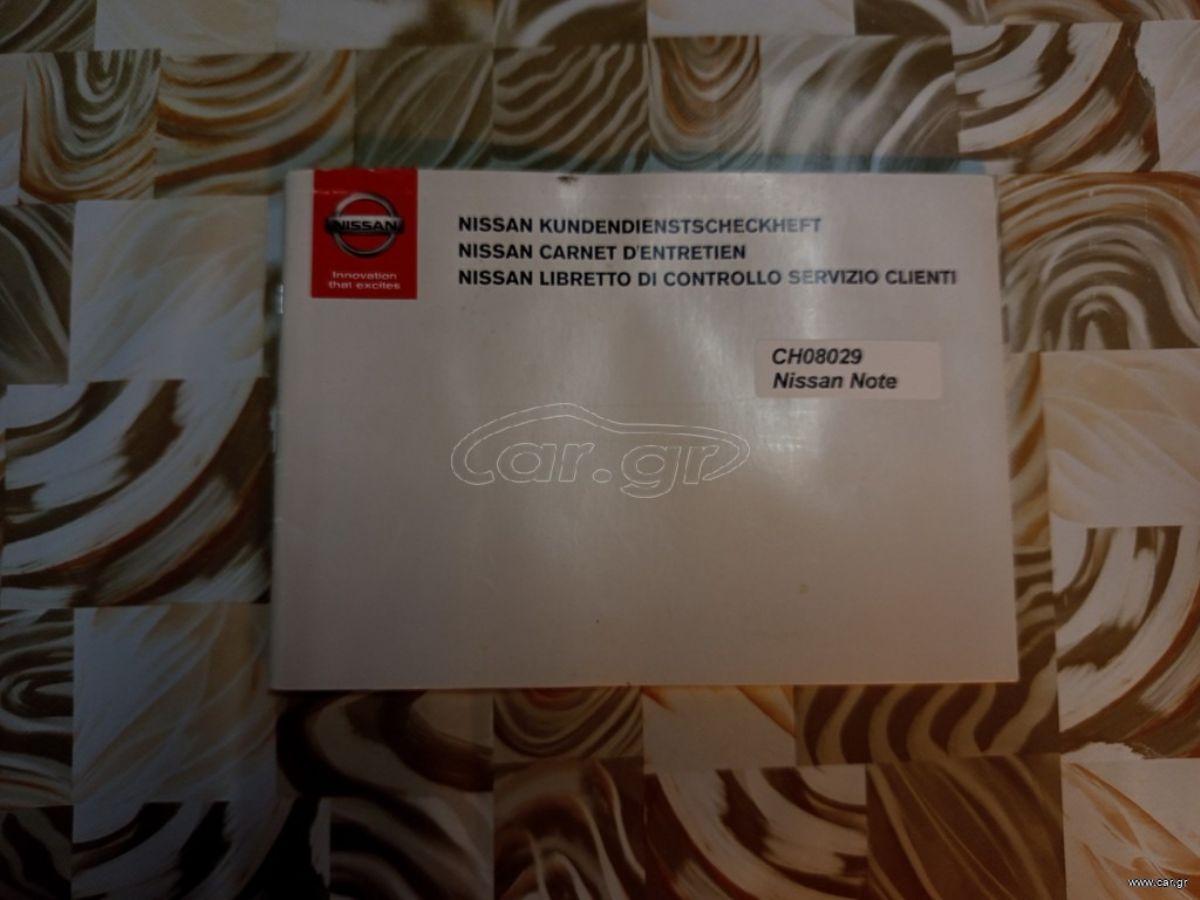 NISSAN
Innovation
that excites
NISSAN KUNDENDIENSTSCHECKHEFT
NISSAN CARNET D'ENTRETIEN
NISSAN LIBRETTO DI CONTROLLO SERVIZIO CLIENTI
CH08029
Nissan Note
car.gr
www.car.gr